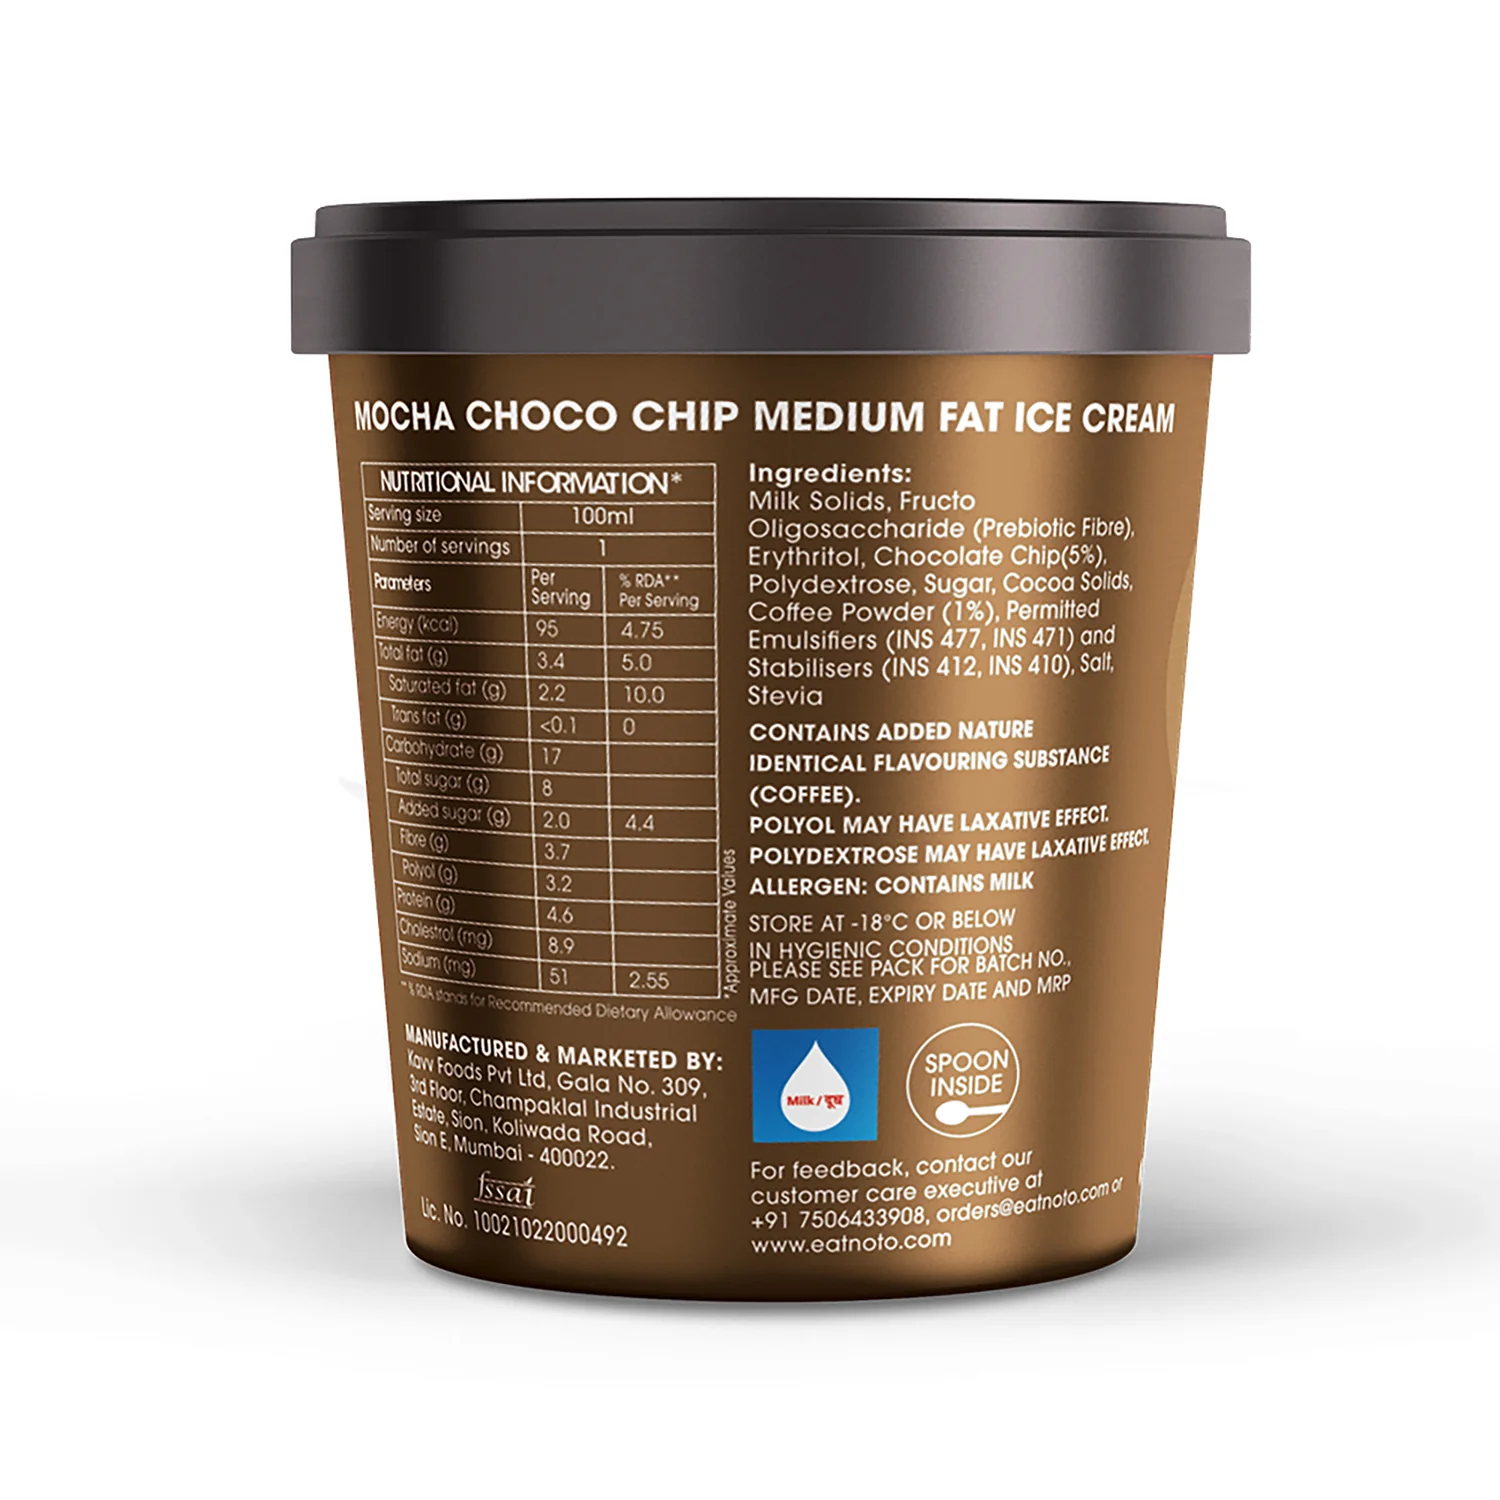 MOCHA CHOCO CHIP MEDIUM FAT ICE CREAM
NUTRITIONAL INFORMATION*
Serving size 100ml
Number of servings 1
Parameters Per Serving % RDA** Per Serving
Energy (kcal) 95 4.75
Total fat (g) 3.4 5.0
Saturated fat (g) 2.2 10.0
Trans fat (g) <0.1 0
Carbohydrate (g) 17
Total sugar (g) 8
Added sugar (g) 2.0 4.4
Fibre (g) 3.7
Polyol (g) 3.2
Protein (g) 4.6
Cholestrol (mg) 8.9
Sodium (mg) 51 2.55
*Approximate Values
**% RDA stands for Recommended Dietary Allowance
MANUFACTURED & MARKETED BY:
Kavv Foods Pvt Ltd, Gala No. 309,
3rd Floor, Champaklal Industrial
Estate, Sion, Koliwada Road,
Sion E, Mumbai - 400022.
fssai
Lic. No. 10021022000492
Ingredients:
Milk Solids, Fructo
Oligosaccharide (Prebiotic Fibre),
Erythritol, Chocolate Chip(5%),
Polydextrose, Sugar, Cocoa Solids,
Coffee Powder (1%), Permitted
Emulsifiers (INS 477, INS 471) and
Stabilisers (INS 412, INS 410), Salt,
Stevia
CONTAINS ADDED NATURE
IDENTICAL FLAVOURING SUBSTANCE
(COFFEE).
POLYOL MAY HAVE LAXATIVE EFFECT.
POLYDEXTROSE MAY HAVE LAXATIVE EFFECT.
ALLERGEN: CONTAINS MILK
STORE AT -18°C OR BELOW
IN HYGIENIC CONDITIONS
PLEASE SEE PACK FOR BATCH NO.,
MFG DATE, EXPIRY DATE AND MRP
Milk / दूध
SPOON
INSIDE
For feedback, contact our
customer care executive at
+91 7506433908, orders@eatnoto.com or
www.eatnoto.com